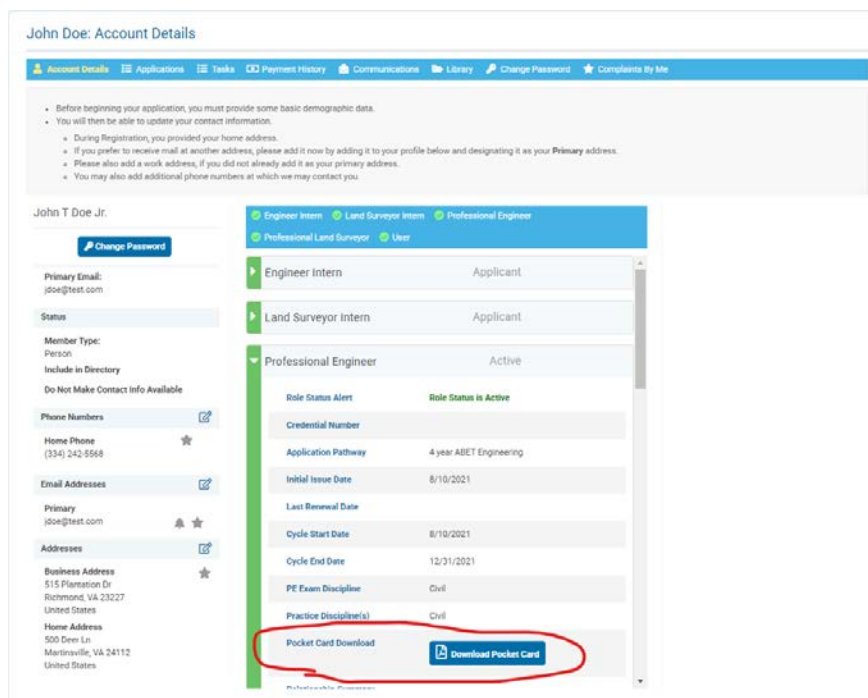 John Doe: Account Details
Account Details Applications Tasks Payment History Communications Library Change Password Complaints By Me
Before beginning your application, you must provide some basic demographic data.
You will then be able to update your contact information.
During Registration, you provided your home address.
If you prefer to receive mail at another address, please add it now by adding it to your profile below and designating it as your Primary address.
Please also add a work address, if you did not already add it as your primary address.
You may also add additional phone numbers at which we may contact you.
John T Doe Jr.
Change Password
Primary Email:
jdoe@test.com
Status
Member Type:
Person
Include in Directory
Do Not Make Contact Info Available
Phone Numbers
Home Phone
(334) 242-5568
Email Addresses
Primary
jdoe@test.com
Addresses
Business Address
515 Plantation Dr
Richmond, VA 23227
United States
Home Address
500 Deer Ln
Martinsville, VA 24112
United States
Engineer Intern Land Surveyor Intern Professional Engineer
Professional Land Surveyor User
Engineer Intern Applicant
Land Surveyor Intern Applicant
Professional Engineer Active
Role Status Alert Role Status is Active
Credential Number
Application Pathway 4 year ABET Engineering
Initial Issue Date 8/10/2021
Last Renewal Date
Cycle Start Date 8/10/2021
Cycle End Date 12/31/2021
PE Exam Discipline Civil
Practice Discipline(s) Civil
Pocket Card Download Download Pocket Card